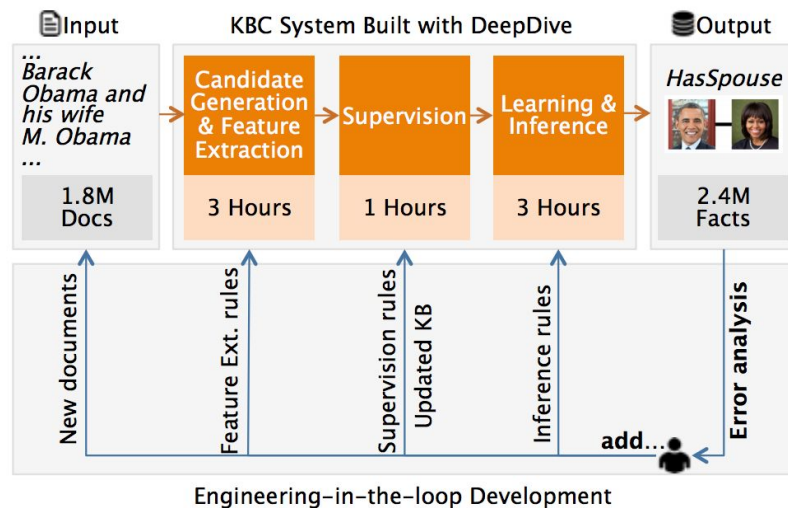 Input
KBC System Built with DeepDive
Output
...
Barack
Obama and
his wife
M. Obama
...
1.8M
Docs
Candidate
Generation
& Feature
Extraction
3 Hours
Supervision
1 Hours
Learning &
Inference
3 Hours
HasSpouse
2.4M
Facts
New documents
Feature Ext. rules
Supervision rules
Updated KB
Inference rules
add...
Error analysis
Engineering-in-the-loop Development